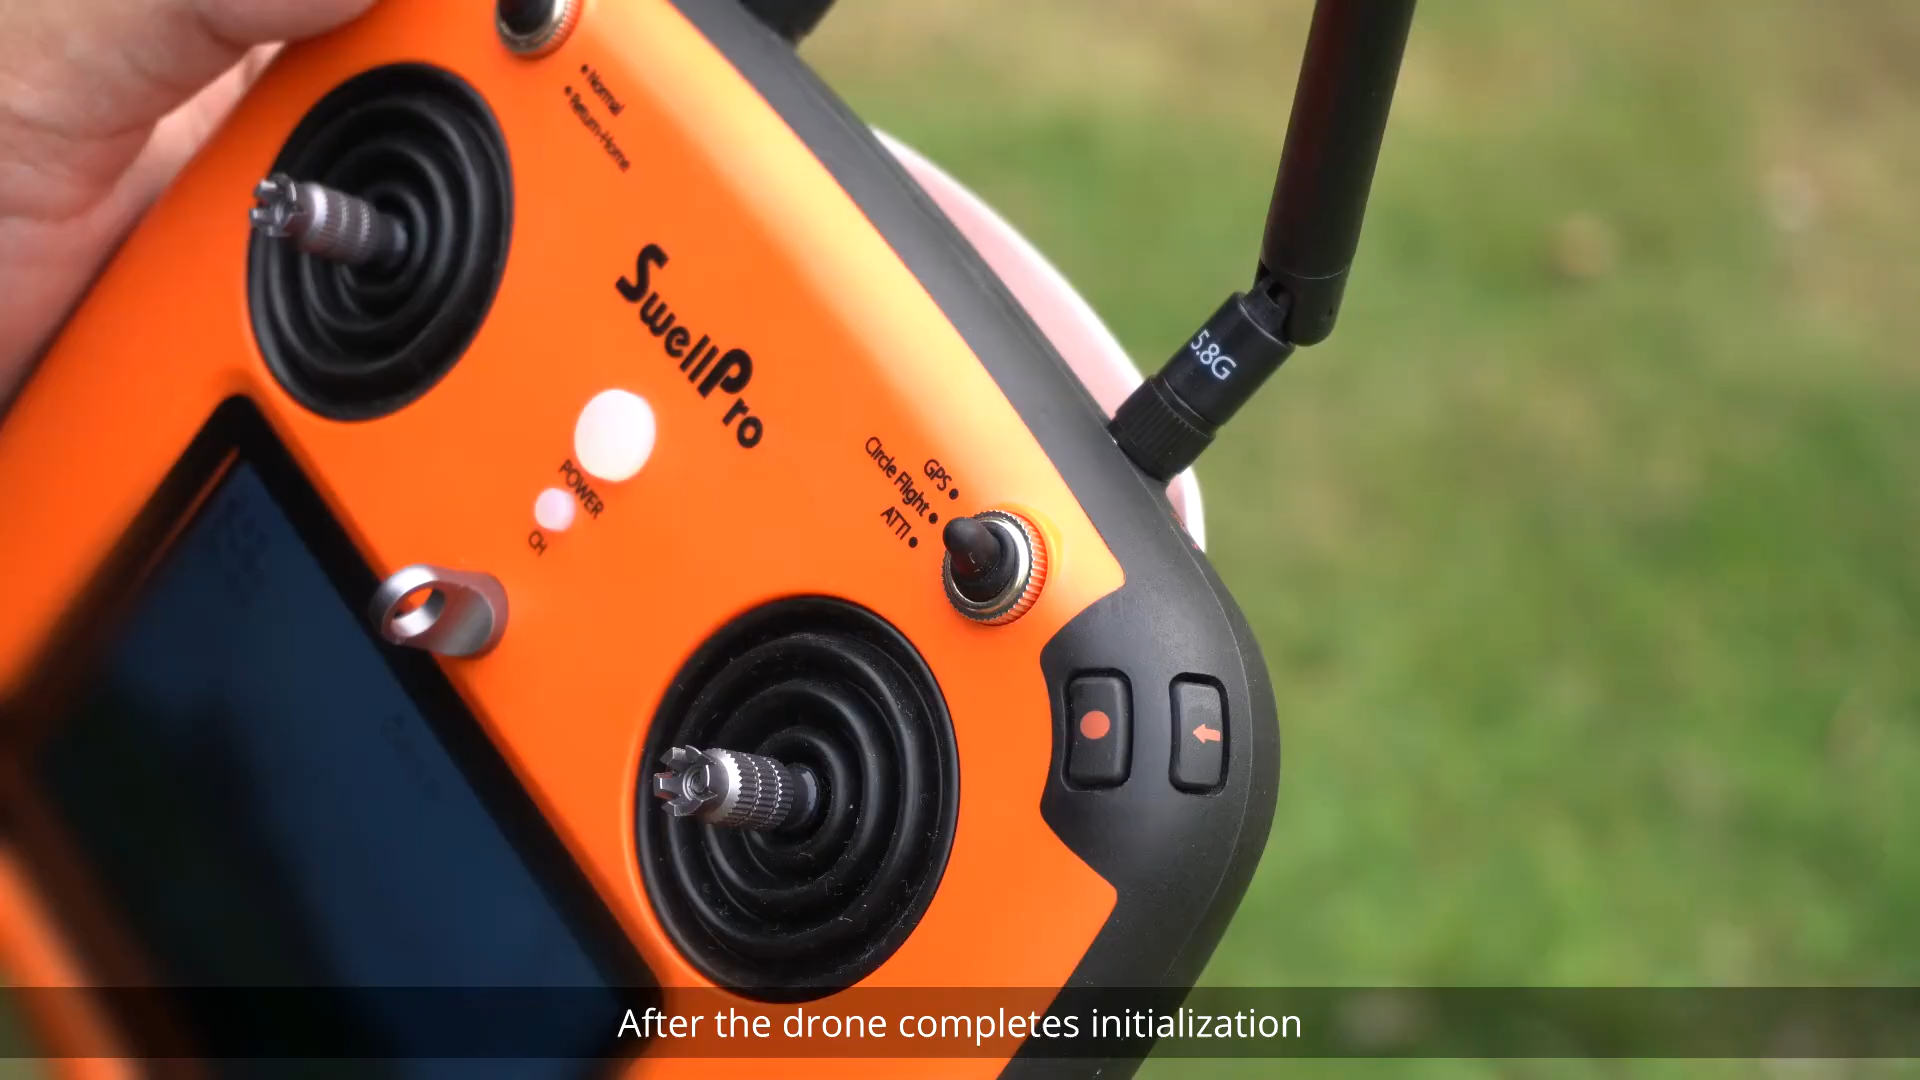 Normal
Return-Home
SwellPro
POWER
CH
GPS
Circle Flight
ATTI
5.8G
After the drone completes initialization